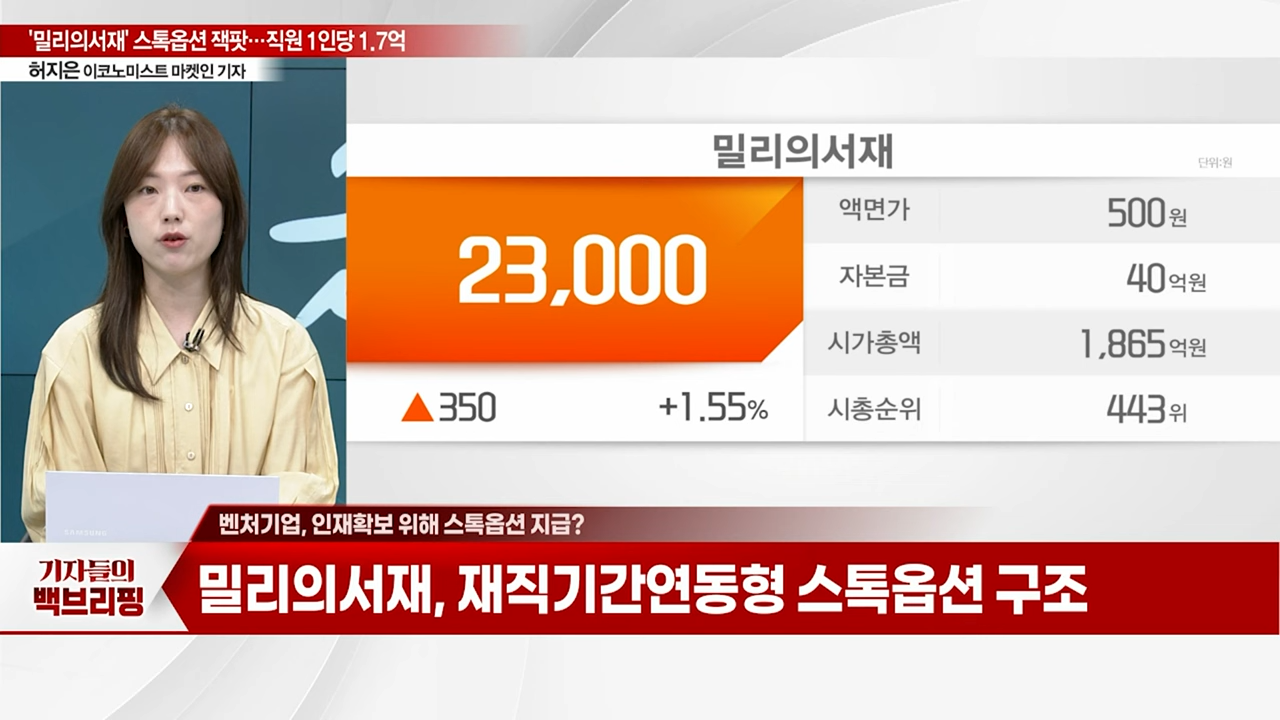 '밀리의서재' 스톡옵션 잭팟…직원 1인당 1.7억
허지은 이코노미스트 마켓인 기자
밀리의서재
단위:원
23,000
▲350 +1.55%
액면가 500원
자본금 40억원
시가총액 1,865억원
시총순위 443위
SAMSUNG
벤처기업, 인재확보 위해 스톡옵션 지급?
기자들의
백브리핑
밀리의서재, 재직기간연동형 스톡옵션 구조